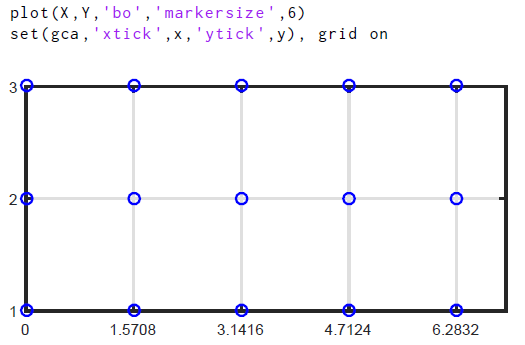 plot(X,Y,'bo','markersize',6)
set(gca,'xtick',x,'ytick',y), grid on
3
2
1
0 1.5708 3.1416 4.7124 6.2832